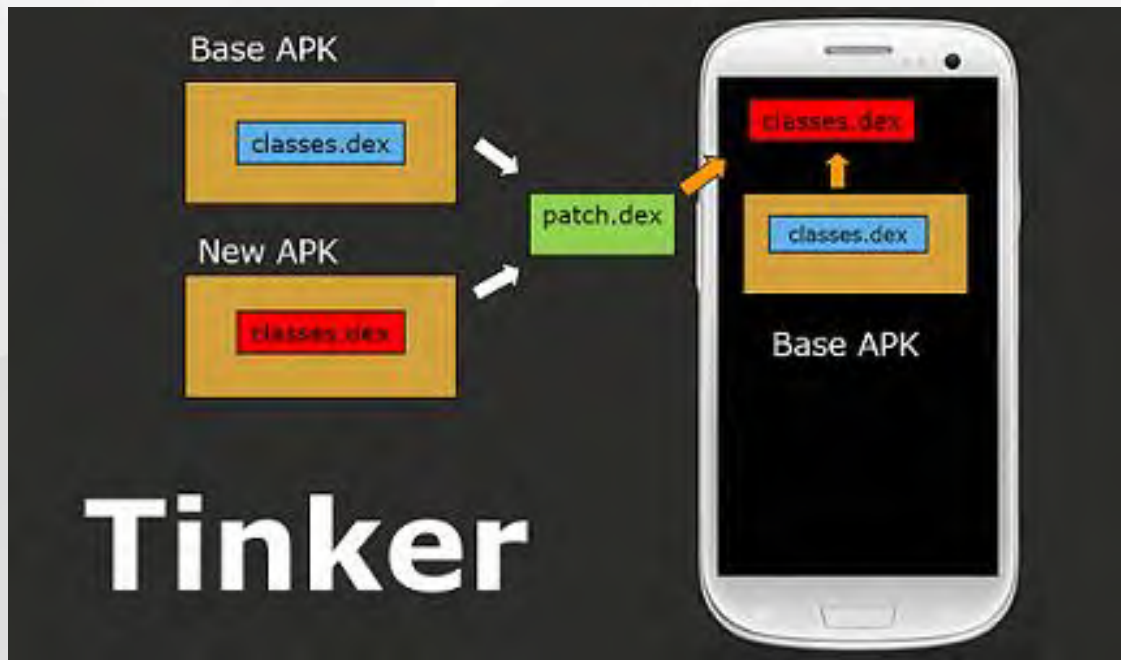 Base APK
classes.dex
New APK
classes.dex
patch.dex
classes.dex
classes.dex
Base APK
Tinker